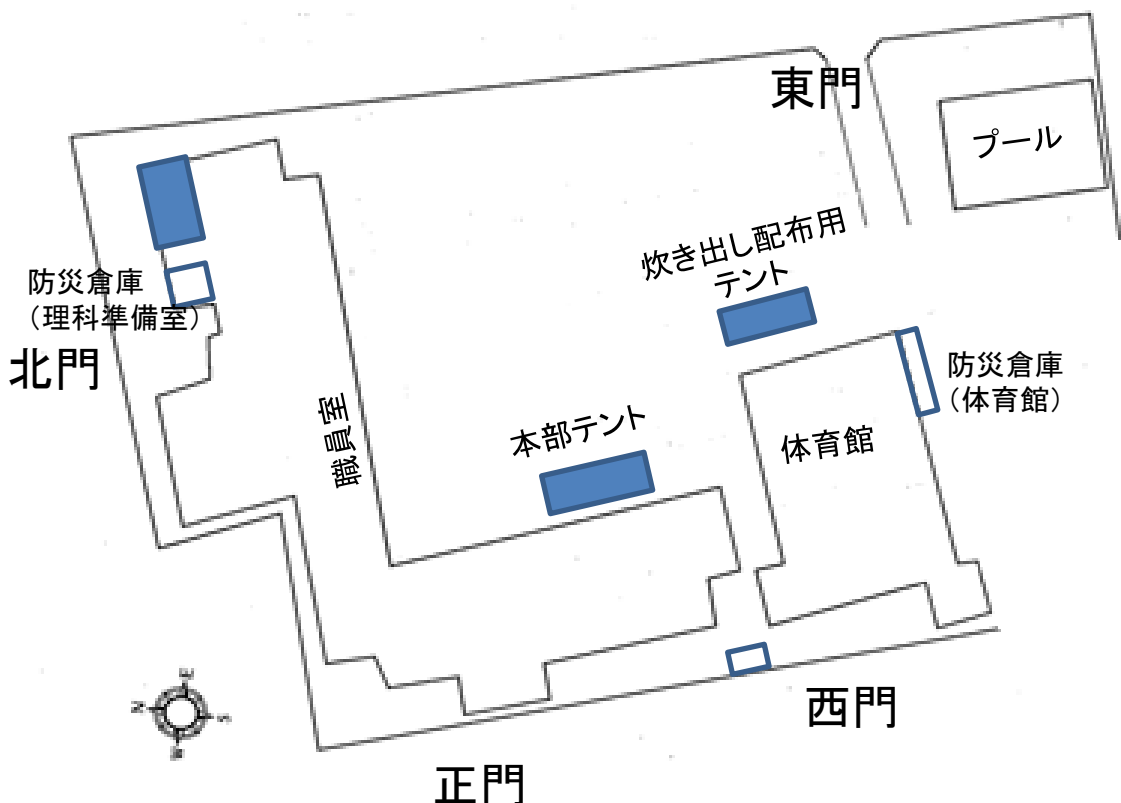 東門
プール
炊き出し配布用
テント
防災倉庫
（理科準備室）
北門
防災倉庫
（体育館）
職員室
本部テント
体育館
西門
正門
E
N
S
W